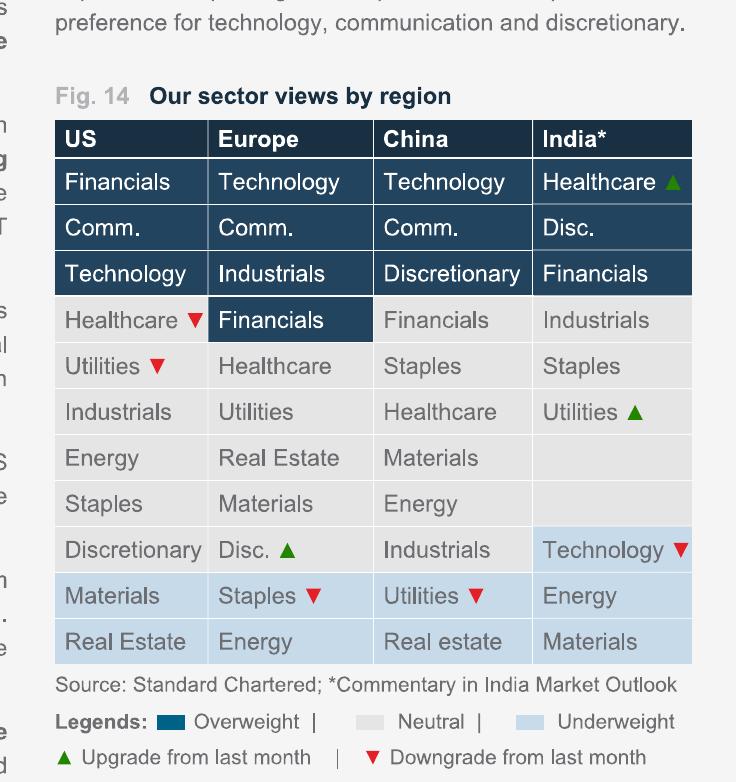 preference for technology, communication and discretionary.
Fig. 14 Our sector views by region
US Europe China India*
Financials Technology Technology Healthcare ▲
Comm. Comm. Comm. Disc.
Technology Industrials Discretionary Financials
Healthcare ▼ Financials Financials Industrials
Utilities ▼ Healthcare Staples Staples
Industrials Utilities Healthcare Utilities ▲
Energy Real Estate Materials
Staples Materials Energy
Discretionary Disc. ▲ Industrials Technology ▼
Materials Staples ▼ Utilities ▼ Energy
Real Estate Energy Real estate Materials
Source: Standard Chartered; *Commentary in India Market Outlook
Legends: Overweight | Neutral | Underweight
▲ Upgrade from last month | ▼ Downgrade from last month